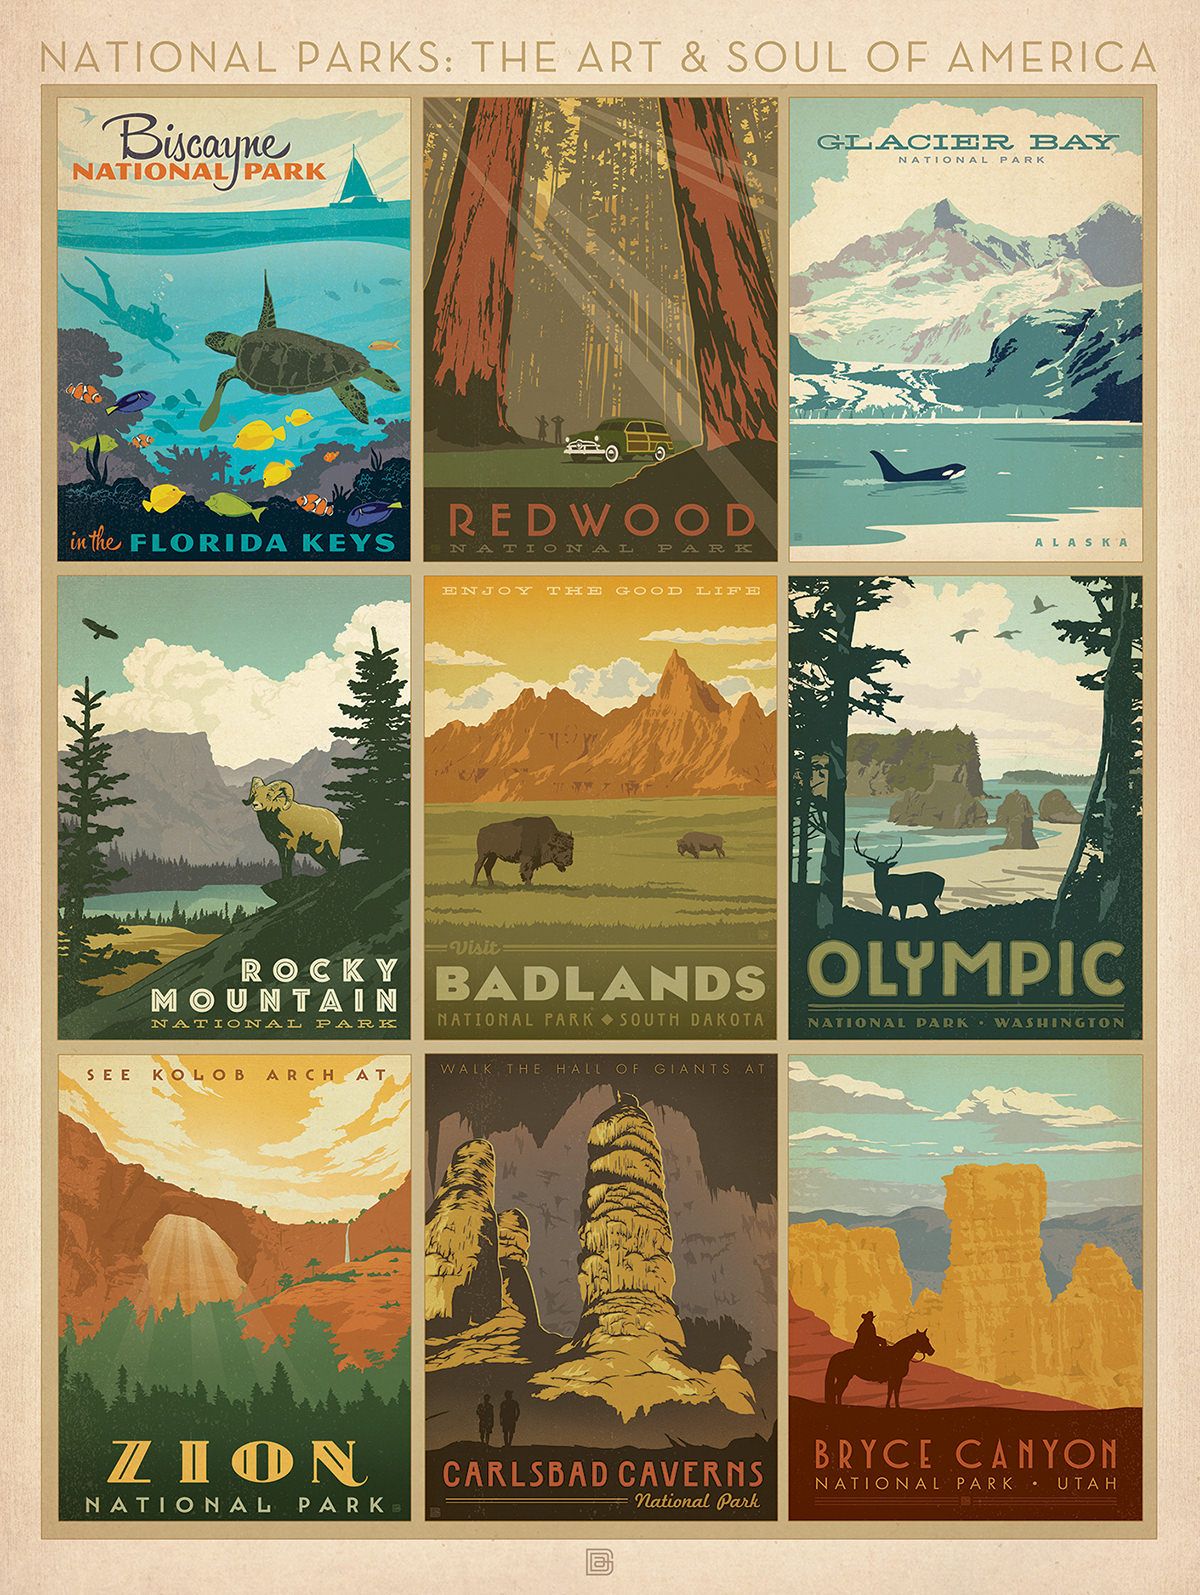 NATIONAL PARKS: THE ART & SOUL OF AMERICA
Biscayne
NATIONAL PARK
in the FLORIDA KEYS
REDWOOD
NATIONAL PARK
GLACIER BAY
NATIONAL PARK
ALASKA
ROCKY
MOUNTAIN
NATIONAL PARK
ENJOY THE GOOD LIFE
Visit
BADLANDS
NATIONAL PARK ◆ SOUTH DAKOTA
OLYMPIC
NATIONAL PARK • WASHINGTON
SEE KOLOB ARCH AT
ZION
NATIONAL PARK
WALK THE HALL OF GIANTS AT
CARLSBAD CAVERNS
National Park
BRYCE CANYON
NATIONAL PARK • UTAH